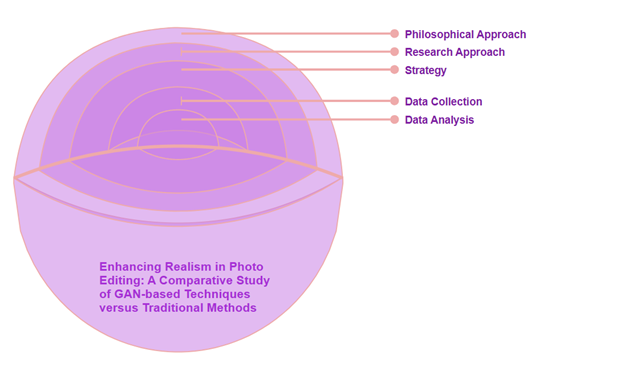 Philosophical Approach
Research Approach
Strategy
Data Collection
Data Analysis
Enhancing Realism in Photo
Editing: A Comparative Study
of GAN-based Techniques
versus Traditional Methods